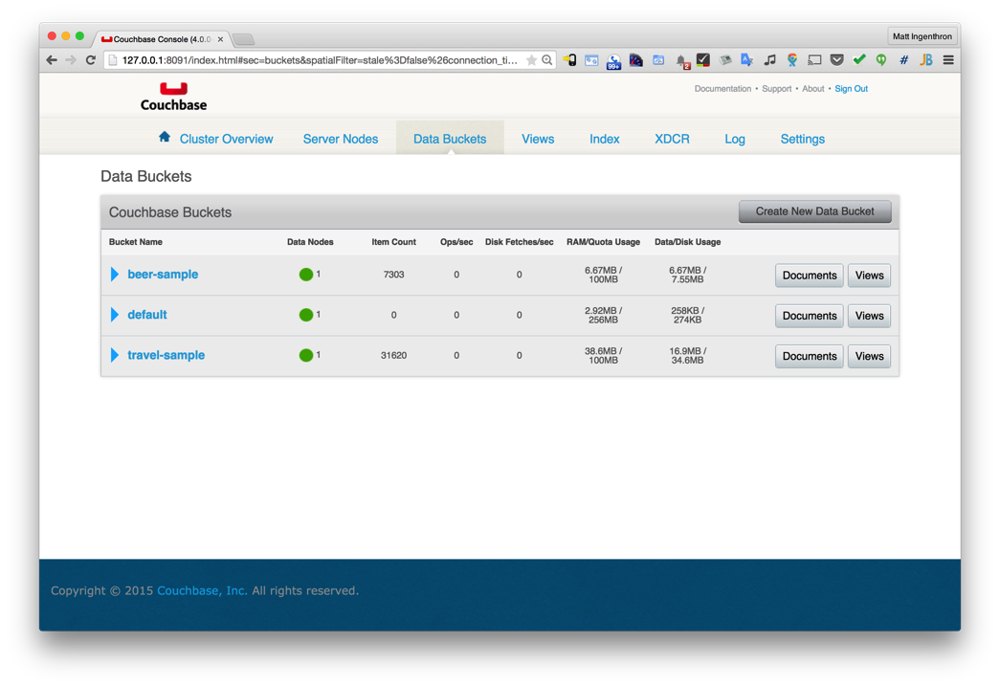 Couchbase Console (4.0.0-
Matt Ingenthron
127.0.0.1:8091/index.html#sec=buckets&spatialFilter=stale%3Dfalse%26connection_ti...
99+
2
#
JB
Couchbase
Documentation • Support • About • Sign Out
Cluster Overview Server Nodes Data Buckets Views Index XDCR Log Settings
Data Buckets
Couchbase Buckets Create New Data Bucket
Bucket Name Data Nodes Item Count Ops/sec Disk Fetches/sec RAM/Quota Usage Data/Disk Usage
beer-sample 1 7303 0 0 6.67MB / 100MB 6.67MB / 7.55MB Documents Views
default 1 0 0 0 2.92MB / 256MB 258KB / 274KB Documents Views
travel-sample 1 31620 0 0 38.6MB / 100MB 16.9MB / 34.6MB Documents Views
Copyright © 2015 Couchbase, Inc. All rights reserved.